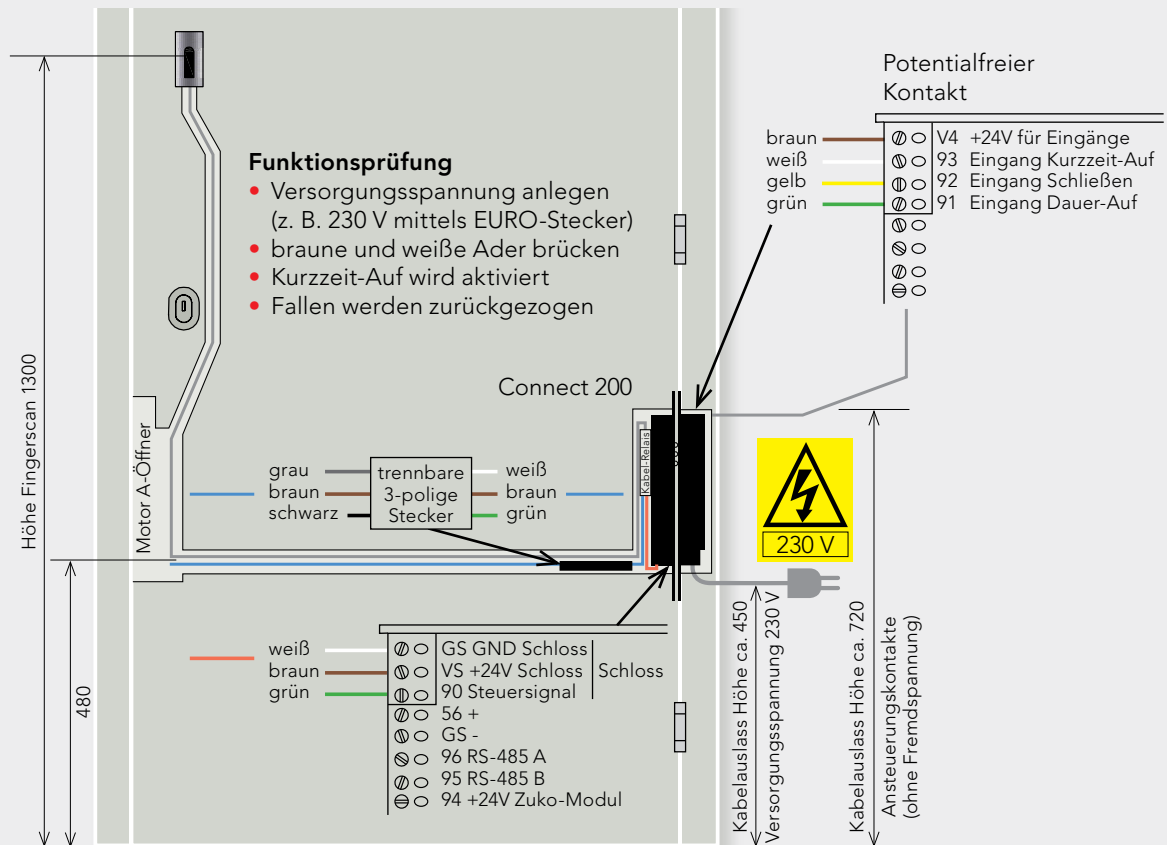 Potentialfreier
Kontakt
braun
weiß
gelb
grün
V4 +24V für Eingänge
93 Eingang Kurzzeit-Auf
92 Eingang Schließen
91 Eingang Dauer-Auf
Funktionsprüfung
• Versorgungsspannung anlegen
(z. B. 230 V mittels EURO-Stecker)
• braune und weiße Ader brücken
• Kurzzeit-Auf wird aktiviert
• Fallen werden zurückgezogen
Höhe Fingerscan 1300
Motor A-Öffner
Connect 200
Kabel-Relais
grau
braun
schwarz
trennbare
3-polige
Stecker
weiß
braun
grün
230 V
480
weiß
braun
grün
GS GND Schloss
VS +24V Schloss
90 Steuersignal
Schloss
56 +
GS -
96 RS-485 A
95 RS-485 B
94 +24V Zuko-Modul
Kabelauslass Höhe ca. 450
Versorgungsspannung 230 V
Kabelauslass Höhe ca. 720
Ansteuerungskontakte
(ohne Fremdspannung)